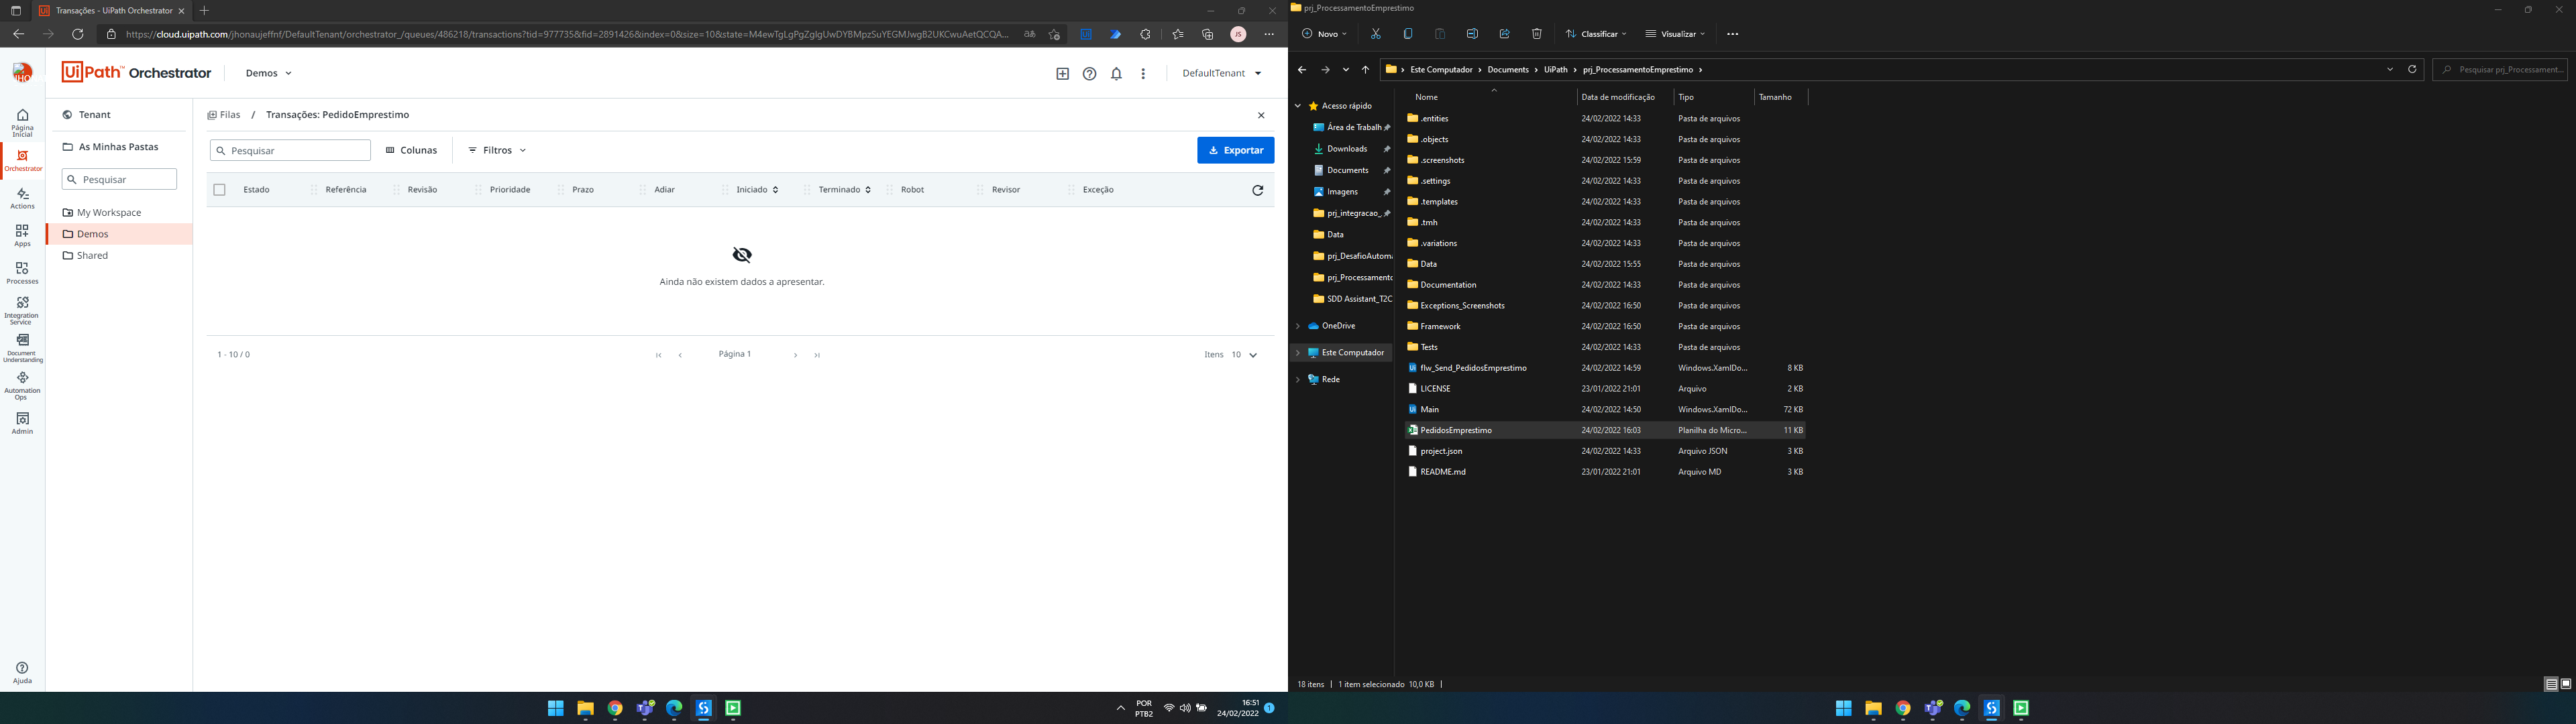 Transações - UiPath Orchestrator
https://cloud.uipath.com/jhonaujeffnf/DefaultTenant/orchestrator_/queues/486218/transactions?tid=977735&fid=2891426&index=0&size=10&state=M4ewTgLgPgZglgUwDYBMpzSuYEGMJwgB2UKCwuAetQCQA...
JS
UiPath™ Orchestrator
Demos
DefaultTenant
Página Inicial
Orchestrator
Actions
Apps
Processes
Integration Service
Document Understanding
Automation Ops
Admin
Ajuda
Tenant
As Minhas Pastas
Pesquisar
My Workspace
Demos
Shared
Filas / Transações: PedidoEmprestimo
Pesquisar
Colunas
Filtros
Exportar
Estado Referência Revisão Prioridade Prazo Adiar Iniciado Terminado Robot Revisor Exceção
Ainda não existem dados a apresentar.
1 - 10 / 0
Página 1
Itens 10
POR
PTB2
16:51
24/02/2022
1
prj_ProcessamentoEmprestimo
Novo
Classificar
Visualizar
Este Computador > Documents > UiPath > prj_ProcessamentoEmprestimo >
Pesquisar prj_Processament...
Acesso rápido
Área de Trabalh
Downloads
Documents
Imagens
prj_integracao_
Data
prj_DesafioAutoma
prj_Processamento
SDD Assistant_T2C
OneDrive
Este Computador
Rede
Nome Data de modificação Tipo Tamanho
.entities 24/02/2022 14:33 Pasta de arquivos
.objects 24/02/2022 14:33 Pasta de arquivos
.screenshots 24/02/2022 15:59 Pasta de arquivos
.settings 24/02/2022 14:33 Pasta de arquivos
.templates 24/02/2022 14:33 Pasta de arquivos
.tmh 24/02/2022 14:33 Pasta de arquivos
.variations 24/02/2022 14:33 Pasta de arquivos
Data 24/02/2022 15:55 Pasta de arquivos
Documentation 24/02/2022 14:33 Pasta de arquivos
Exceptions_Screenshots 24/02/2022 16:50 Pasta de arquivos
Framework 24/02/2022 16:50 Pasta de arquivos
Tests 24/02/2022 14:33 Pasta de arquivos
flw_Send_PedidosEmprestimo 24/02/2022 14:59 Windows.XamlDo... 8 KB
LICENSE 23/01/2022 21:01 Arquivo 2 KB
Main 24/02/2022 14:50 Windows.XamlDo... 72 KB
PedidosEmprestimo 24/02/2022 16:03 Planilha do Micro... 11 KB
project.json 24/02/2022 14:33 Arquivo JSON 3 KB
README.md 23/01/2022 21:01 Arquivo MD 3 KB
18 itens 1 item selecionado 10,0 KB